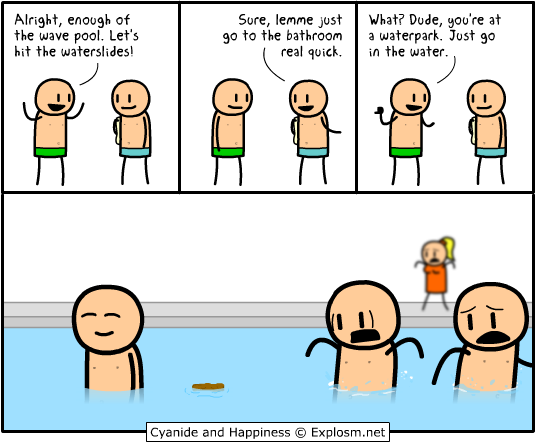 Alright, enough of
the wave pool. Let's
hit the waterslides!
Sure, lemme just
go to the bathroom
real quick.
What? Dude, you're at
a waterpark. Just go
in the water.
Cyanide and Happiness © Explosm.net